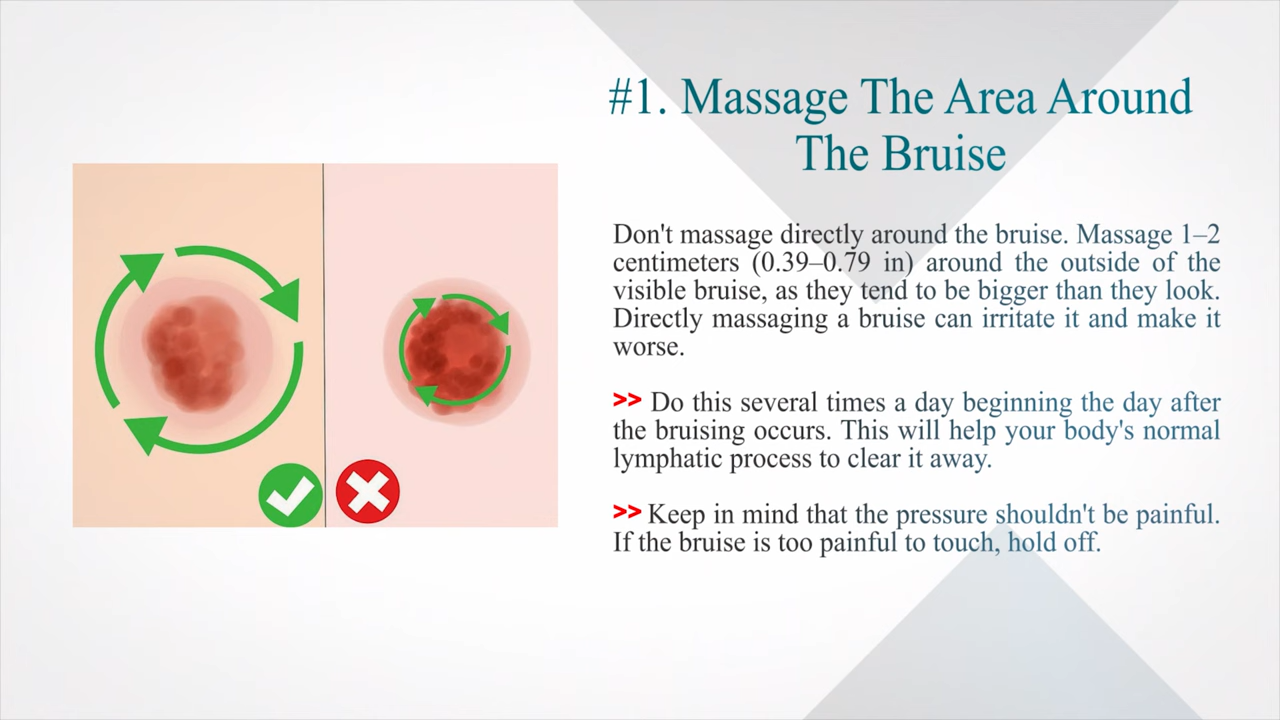 #1. Massage The Area Around
The Bruise
Don't massage directly around the bruise. Massage 1–2
centimeters (0.39–0.79 in) around the outside of the
visible bruise, as they tend to be bigger than they look.
Directly massaging a bruise can irritate it and make it
worse.
>> Do this several times a day beginning the day after
the bruising occurs. This will help your body's normal
lymphatic process to clear it away.
>> Keep in mind that the pressure shouldn't be painful.
If the bruise is too painful to touch, hold off.